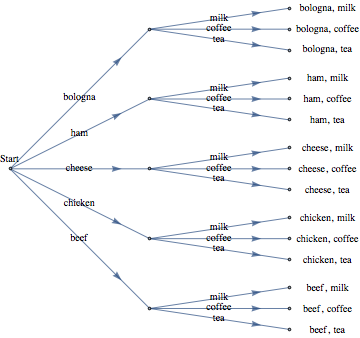 Start
bologna
ham
cheese
chicken
beef
milk
coffee
tea
milk
coffee
tea
milk
coffee
tea
milk
coffee
tea
milk
coffee
tea
bologna, milk
bologna, coffee
bologna, tea
ham, milk
ham, coffee
ham, tea
cheese, milk
cheese, coffee
cheese, tea
chicken, milk
chicken, coffee
chicken, tea
beef, milk
beef, coffee
beef, tea